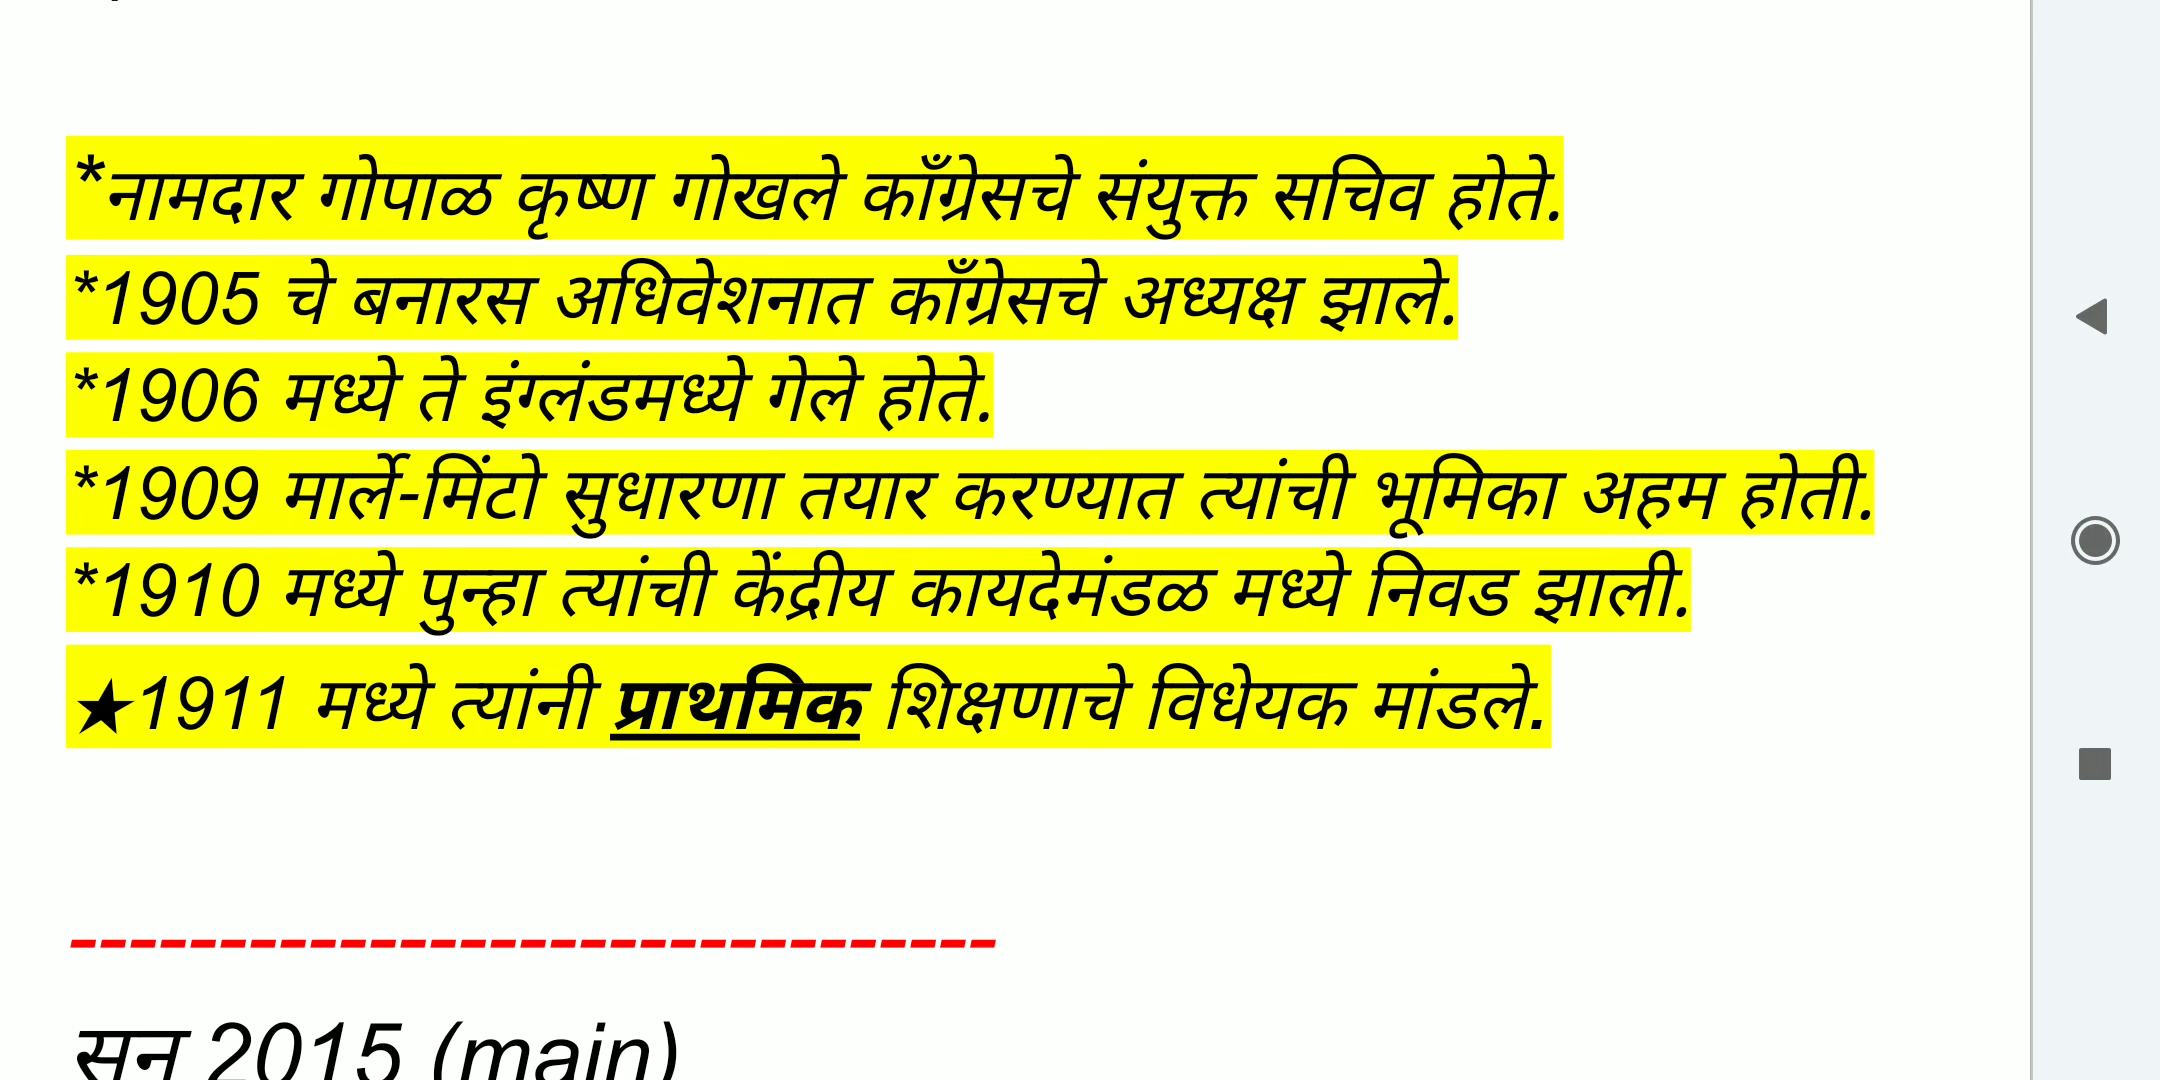 *नामदार गोपाळ कृष्ण गोखले काँग्रेसचे संयुक्त सचिव होते.
*1905 चे बनारस अधिवेशनात काँग्रेसचे अध्यक्ष झाले.
*1906 मध्ये ते इंग्लंडमध्ये गेले होते.
*1909 मार्ले-मिंटो सुधारणा तयार करण्यात त्यांची भूमिका अहम होती.
*1910 मध्ये पुन्हा त्यांची केंद्रीय कायदेमंडळ मध्ये निवड झाली.
★1911 मध्ये त्यांनी प्राथमिक शिक्षणाचे विधेयक मांडले.
-------------------------------
सन 2015 (main)